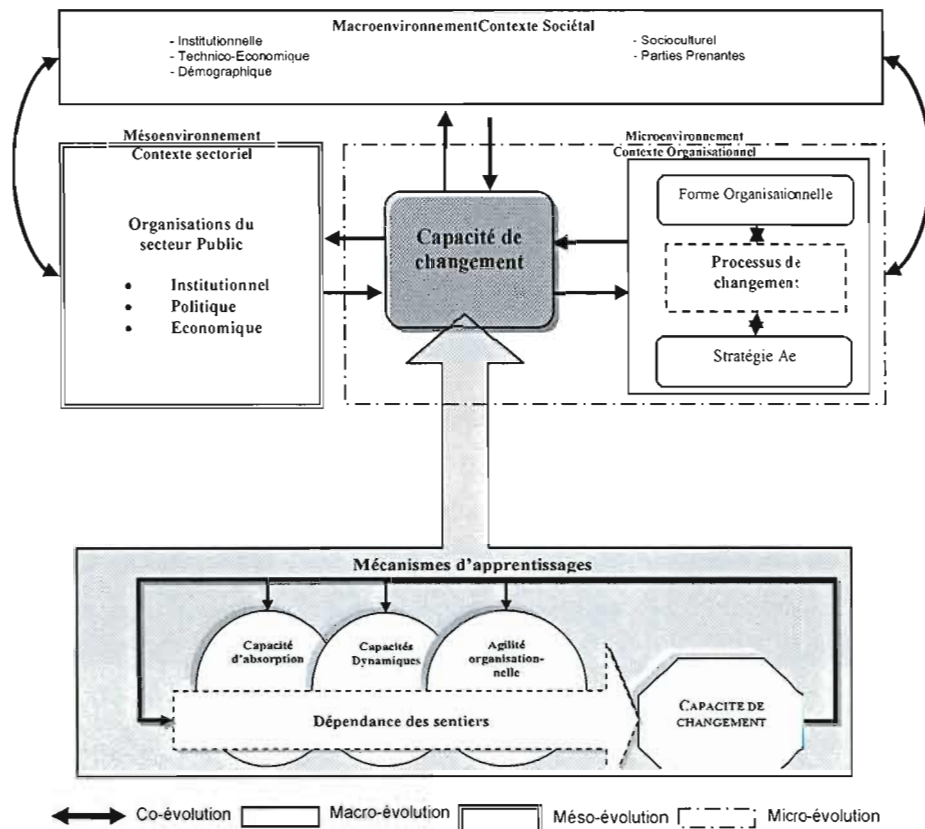 MacroenvironnementContexte Sociétal
- Institutionnelle
- Technico-Economique
- Démographique
- Socioculturel
- Parties Prenantes
Mésoenvironnement
Contexte sectoriel
Organisations du
secteur Public
• Institutionnel
• Politique
• Economique
Capacité de
changement
Microenvironnement
Contexte Organisationnel
Forme Organisationnelle
Processus de
changement
Stratégie Ae
Mécanismes d'apprentissages
Capacité
d'absorption
Capacités
Dynamiques
Agilité
organisation-
nelle
Dépendance des sentiers
CAPACITE DE
CHANGEMENT
Co-évolution
Macro-évolution
Méso-évolution
Micro-évolution